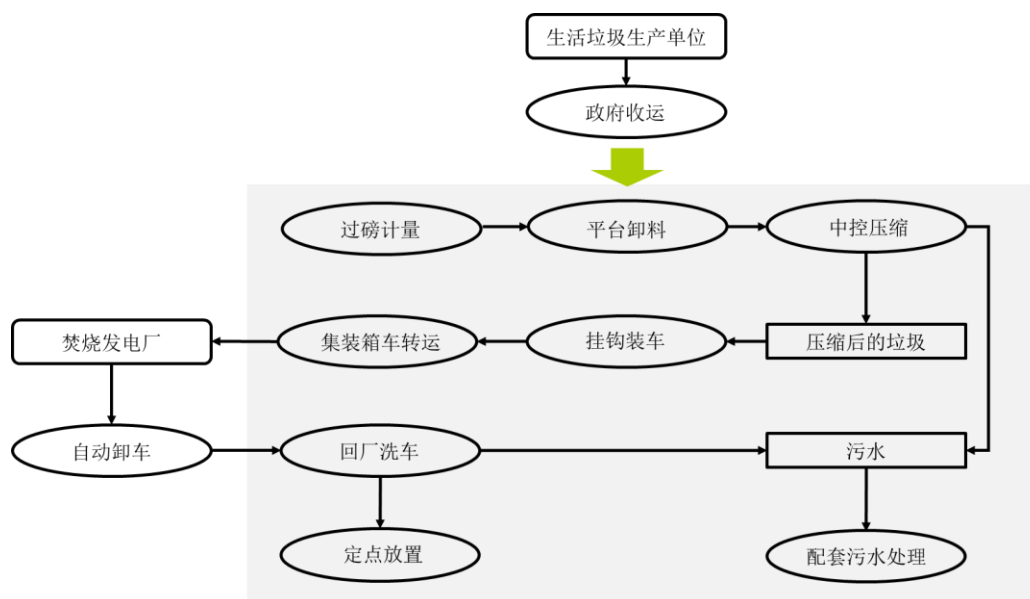 生活垃圾生产单位
政府收运
过磅计量
平台卸料
中控压缩
焚烧发电厂
集装箱车转运
挂钩装车
压缩后的垃圾
自动卸车
回厂洗车
污水
定点放置
配套污水处理